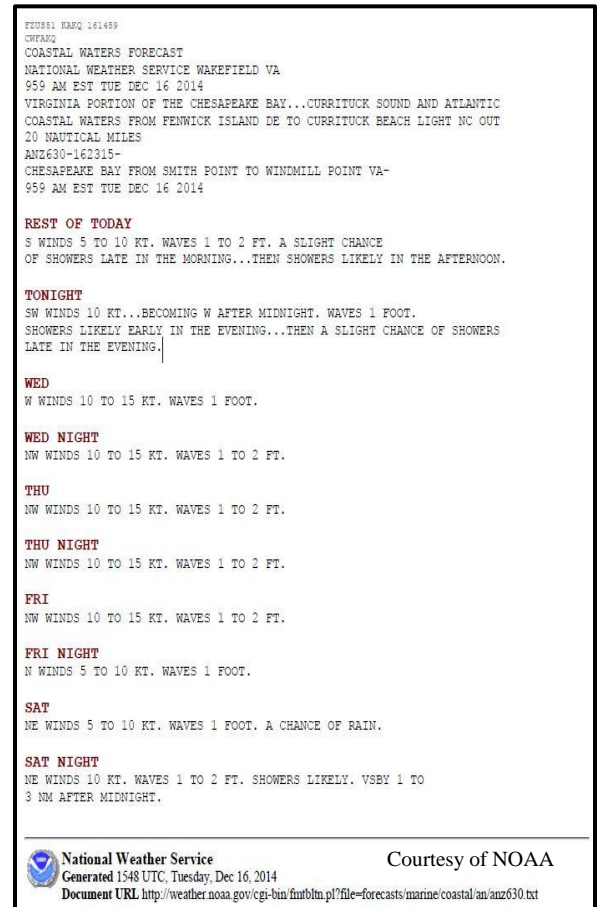 FZUS51 KAKQ 161459
CWFAKQ
COASTAL WATERS FORECAST
NATIONAL WEATHER SERVICE WAKEFIELD VA
959 AM EST TUE DEC 16 2014
VIRGINIA PORTION OF THE CHESAPEAKE BAY...CURRITUCK SOUND AND ATLANTIC
COASTAL WATERS FROM FENWICK ISLAND DE TO CURRITUCK BEACH LIGHT NC OUT
20 NAUTICAL MILES
ANZ630-162315-
CHESAPEAKE BAY FROM SMITH POINT TO WINDMILL POINT VA-
959 AM EST TUE DEC 16 2014
REST OF TODAY
S WINDS 5 TO 10 KT. WAVES 1 TO 2 FT. A SLIGHT CHANCE
OF SHOWERS LATE IN THE MORNING...THEN SHOWERS LIKELY IN THE AFTERNOON.
TONIGHT
SW WINDS 10 KT...BECOMING W AFTER MIDNIGHT. WAVES 1 FOOT.
SHOWERS LIKELY EARLY IN THE EVENING...THEN A SLIGHT CHANCE OF SHOWERS
LATE IN THE EVENING.
WED
W WINDS 10 TO 15 KT. WAVES 1 FOOT.
WED NIGHT
NW WINDS 10 TO 15 KT. WAVES 1 TO 2 FT.
THU
NW WINDS 10 TO 15 KT. WAVES 1 TO 2 FT.
THU NIGHT
NW WINDS 10 TO 15 KT. WAVES 1 TO 2 FT.
FRI
NW WINDS 10 TO 15 KT. WAVES 1 TO 2 FT.
FRI NIGHT
N WINDS 5 TO 10 KT. WAVES 1 FOOT.
SAT
NE WINDS 5 TO 10 KT. WAVES 1 FOOT. A CHANCE OF RAIN.
SAT NIGHT
NE WINDS 10 KT. WAVES 1 TO 2 FT. SHOWERS LIKELY. VSBY 1 TO
3 NM AFTER MIDNIGHT.
National Weather Service
Courtesy of NOAA
Generated 1548 UTC, Tuesday, Dec 16, 2014
Document URL http://weather.noaa.gov/cgi-bin/fmtbltn.pl?file=forecasts/marine/coastal/an/anz630.txt